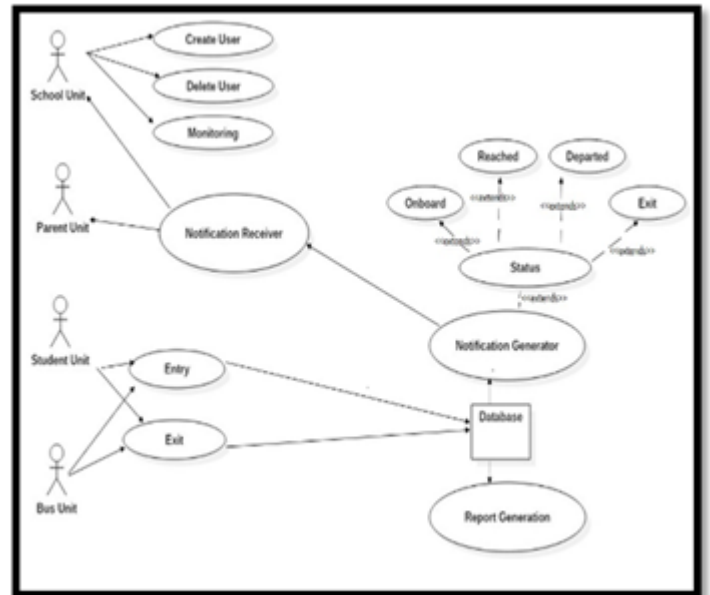 Create User
School Unit
Delete User
Monitoring
Reached
Departed
Onboard
<<extends>>
<<extends>>
Exit
Parent Unit
Notification Receiver
<<extends>>
<<extends>>
Status
<<extends>>
Student Unit
Entry
Notification Generator
Database
Exit
Bus Unit
Report Generation